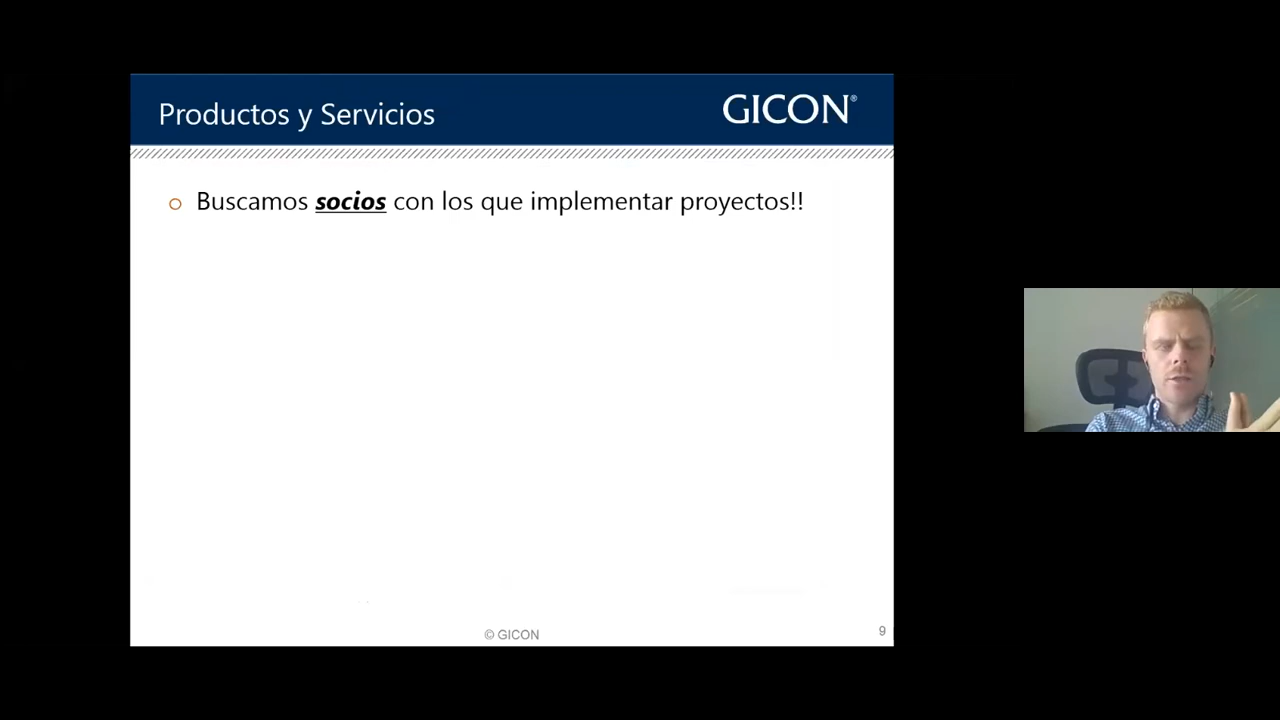 Productos y Servicios
GICON®
Buscamos socios con los que implementar proyectos!!
© GICON
9